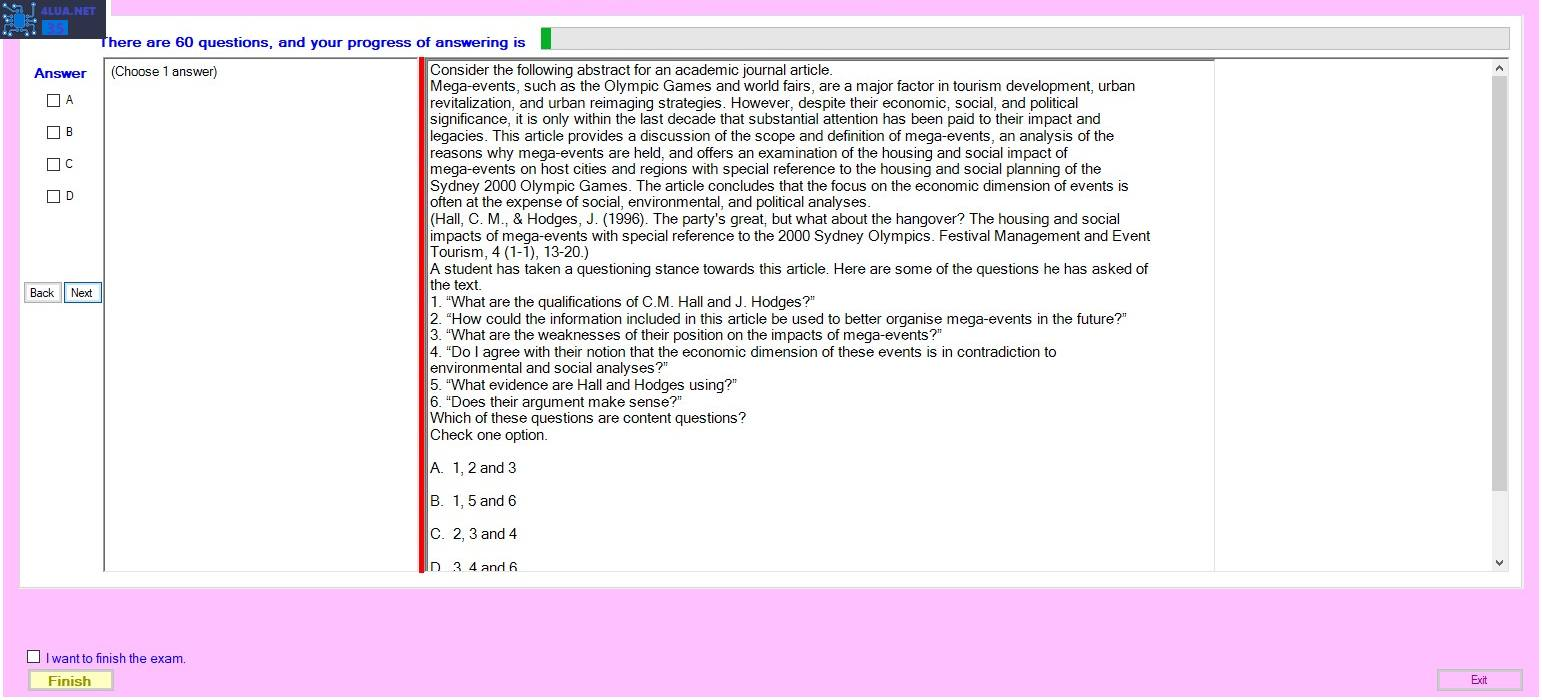 4LUA.NET
35
There are 60 questions, and your progress of answering is
Answer
(Choose 1 answer)
A
B
C
D
Back
Next
Consider the following abstract for an academic journal article.
Mega-events, such as the Olympic Games and world fairs, are a major factor in tourism development, urban
revitalization, and urban reimaging strategies. However, despite their economic, social, and political
significance, it is only within the last decade that substantial attention has been paid to their impact and
legacies. This article provides a discussion of the scope and definition of mega-events, an analysis of the
reasons why mega-events are held, and offers an examination of the housing and social impact of
mega-events on host cities and regions with special reference to the housing and social planning of the
Sydney 2000 Olympic Games. The article concludes that the focus on the economic dimension of events is
often at the expense of social, environmental, and political analyses.
(Hall, C. M., & Hodges, J. (1996). The party's great, but what about the hangover? The housing and social
impacts of mega-events with special reference to the 2000 Sydney Olympics. Festival Management and Event
Tourism, 4 (1-1), 13-20.)
A student has taken a questioning stance towards this article. Here are some of the questions he has asked of
the text.
1. “What are the qualifications of C.M. Hall and J. Hodges?”
2. “How could the information included in this article be used to better organise mega-events in the future?”
3. “What are the weaknesses of their position on the impacts of mega-events?”
4. “Do I agree with their notion that the economic dimension of these events is in contradiction to
environmental and social analyses?”
5. “What evidence are Hall and Hodges using?”
6. “Does their argument make sense?”
Which of these questions are content questions?
Check one option.
A. 1, 2 and 3
B. 1, 5 and 6
C. 2, 3 and 4
D. 3, 4 and 6
I want to finish the exam.
Finish
Exit